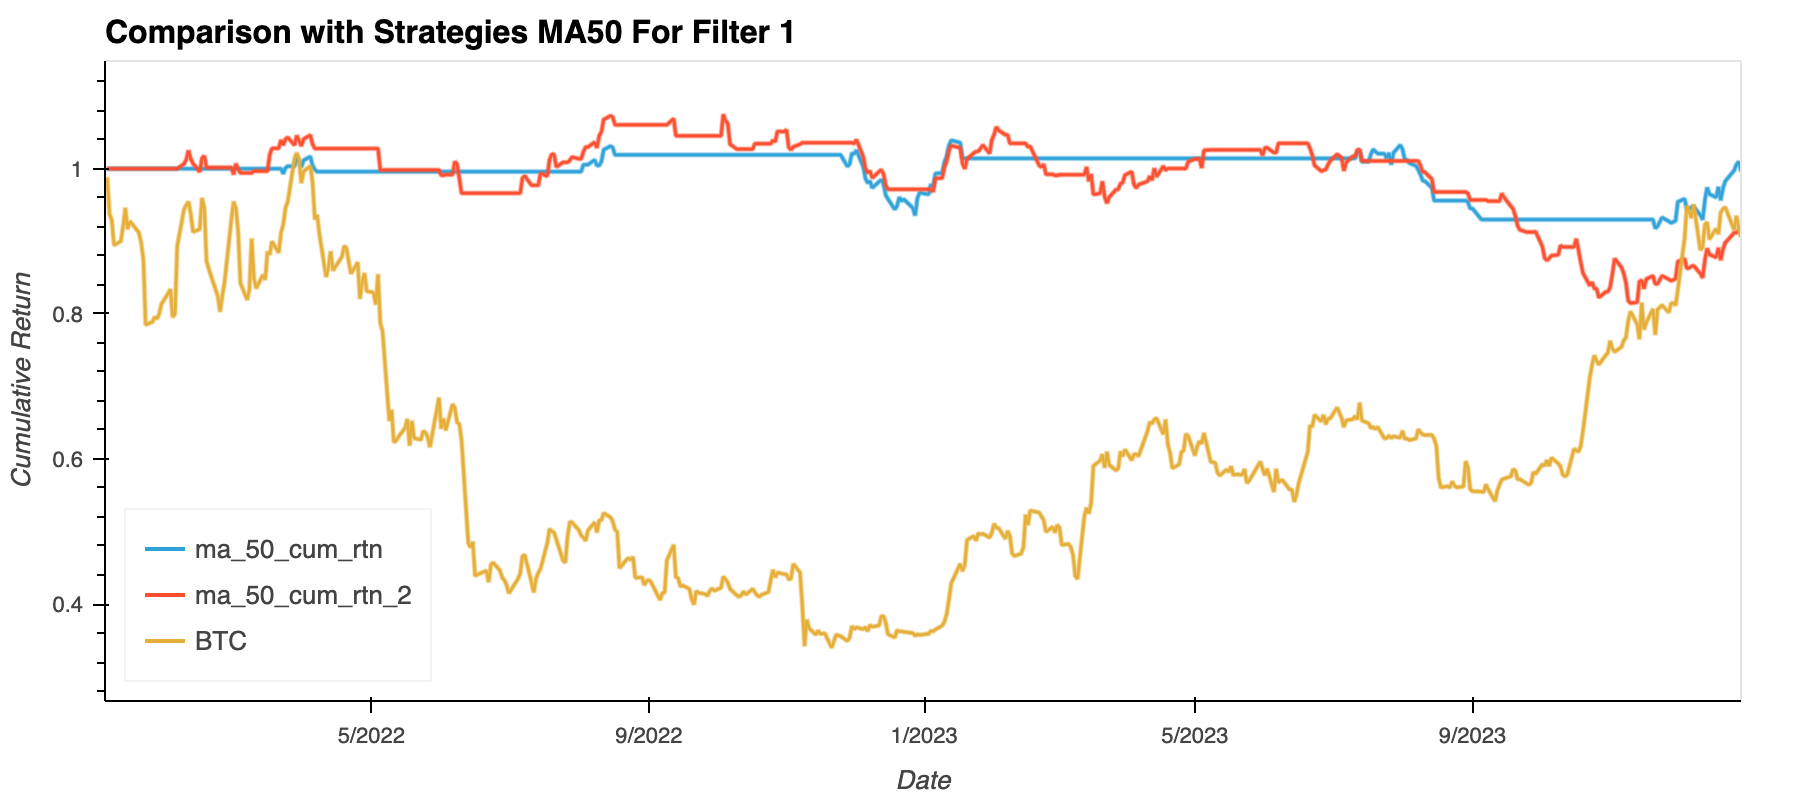 Comparison with Strategies MA50 For Filter 1
Cumulative Return
1
0.8
0.6
0.4
ma_50_cum_rtn
ma_50_cum_rtn_2
BTC
5/2022
9/2022
1/2023
5/2023
9/2023
Date